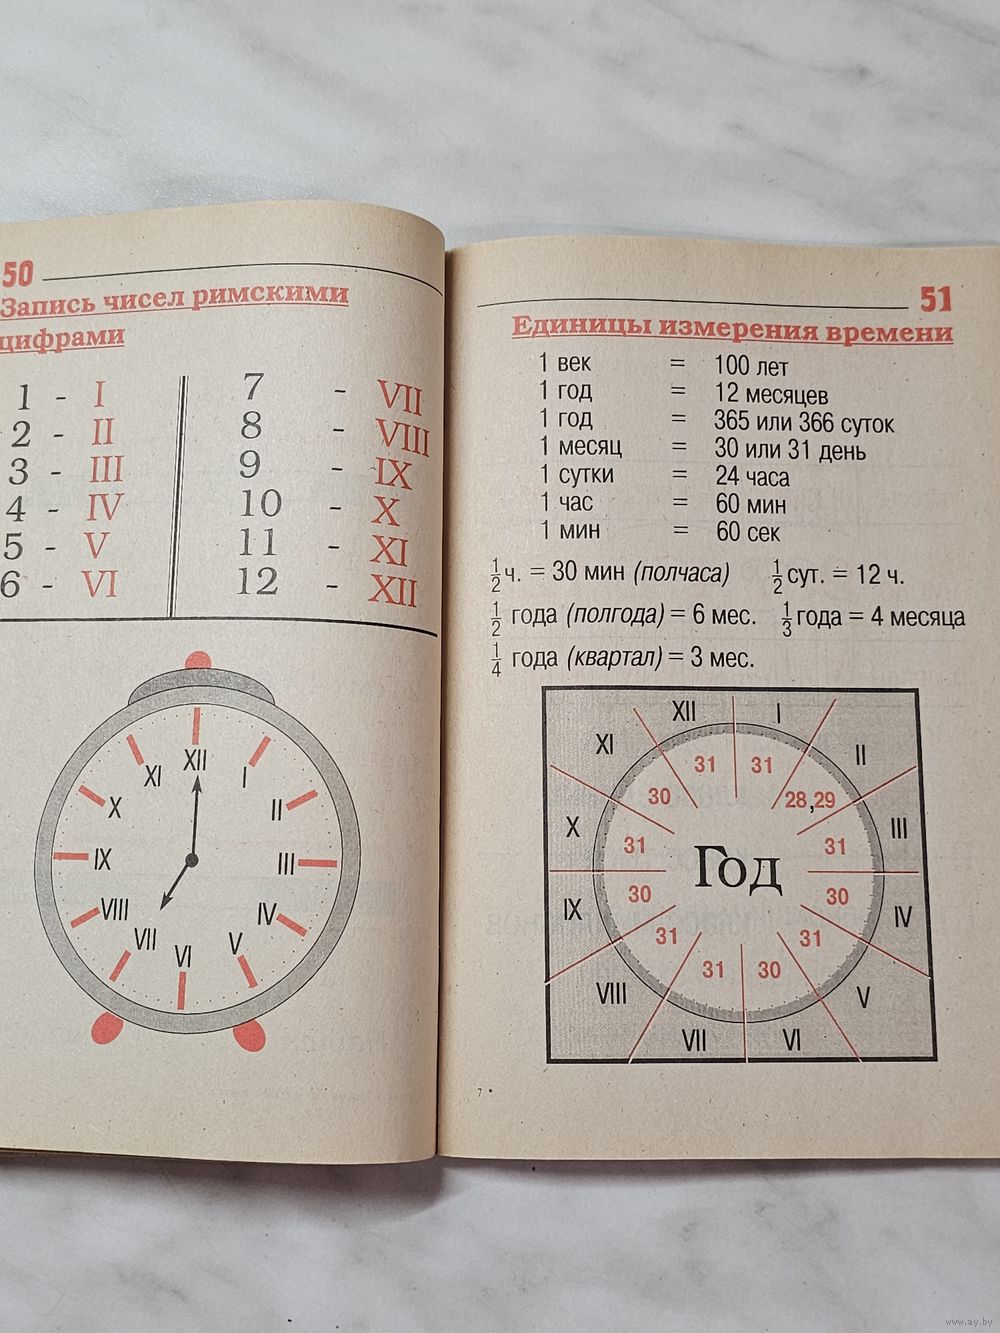 50
Запись чисел римскими
цифрами
1 - I
2 - II
3 - III
4 - IV
5 - V
6 - VI
7 - VII
8 - VIII
9 - IX
10 - X
11 - XI
12 - XII
XII
I
II
III
IV
V
VI
VII
VIII
IX
X
XI
51
Единицы измерения времени
1 век = 100 лет
1 год = 12 месяцев
1 год = 365 или 366 суток
1 месяц = 30 или 31 день
1 сутки = 24 часа
1 час = 60 мин
1 мин = 60 сек
1/2 ч. = 30 мин (полчаса) 1/2 сут. = 12 ч.
1/2 года (полгода) = 6 мес. 1/3 года = 4 месяца
1/4 года (квартал) = 3 мес.
I 31
II 28,29
III 31
IV 30
V 31
VI 30
VII 31
VIII 31
IX 30
X 31
XI 30
XII 31
Год
7 *
www.ay.by